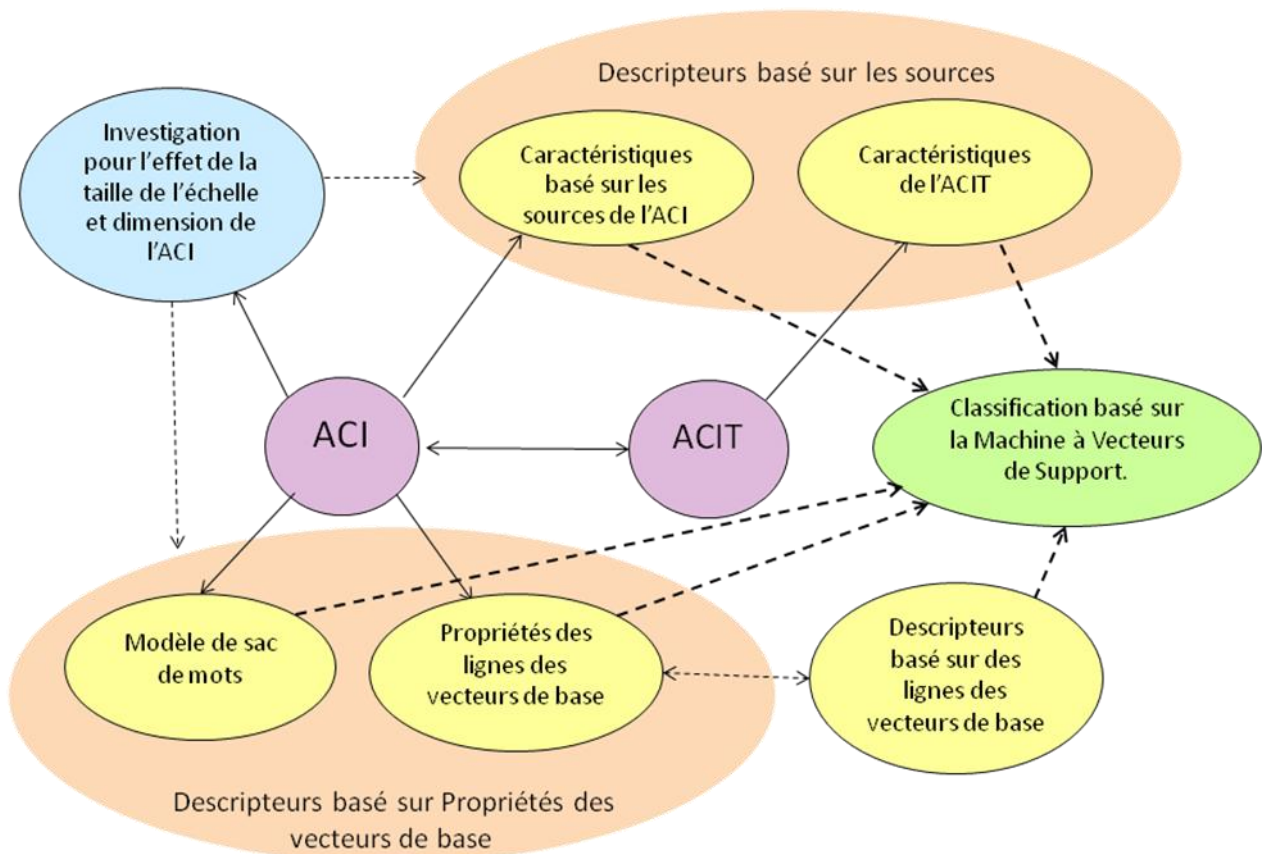 Descripteurs basé sur les sources
Investigation
pour l'effet de la
taille de l'échelle
et dimension de
l'ACI
Caractéristiques
basé sur les
sources de l'ACI
Caractéristiques
de l'ACIT
ACI
ACIT
Classification basé sur
la Machine à Vecteurs
de Support.
Modèle de sac
de mots
Propriétés des
lignes des
vecteurs de base
Descripteurs
basé sur des
lignes des
vecteurs de base
Descripteurs basé sur Propriétés des
vecteurs de base